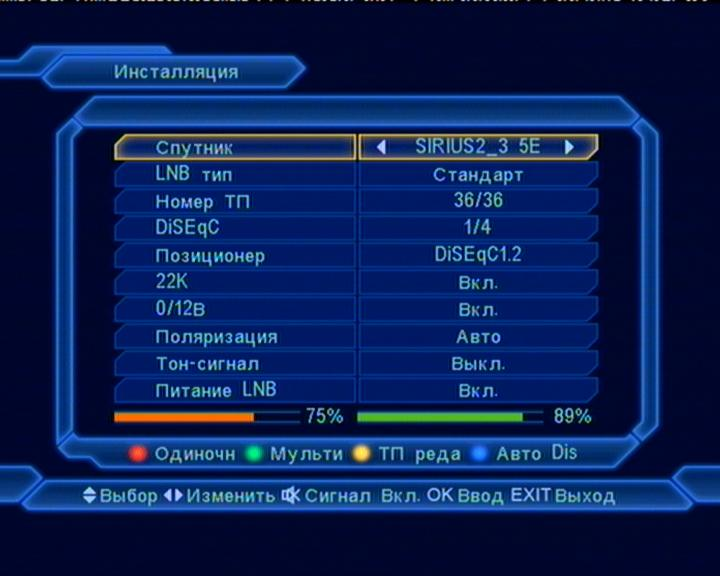 Инсталляция
Спутник SIRIUS2_3 5E
LNB тип Стандарт
Номер ТП 36/36
DiSEqC 1/4
Позиционер DiSEqC1.2
22K Вкл.
0/12В Вкл.
Поляризация Авто
Тон-сигнал Выкл.
Питание LNB Вкл.
75% 89%
Одиночн Мульти ТП реда Авто Dis
Выбор Изменить Сигнал Вкл. OK Ввод EXIT Выход